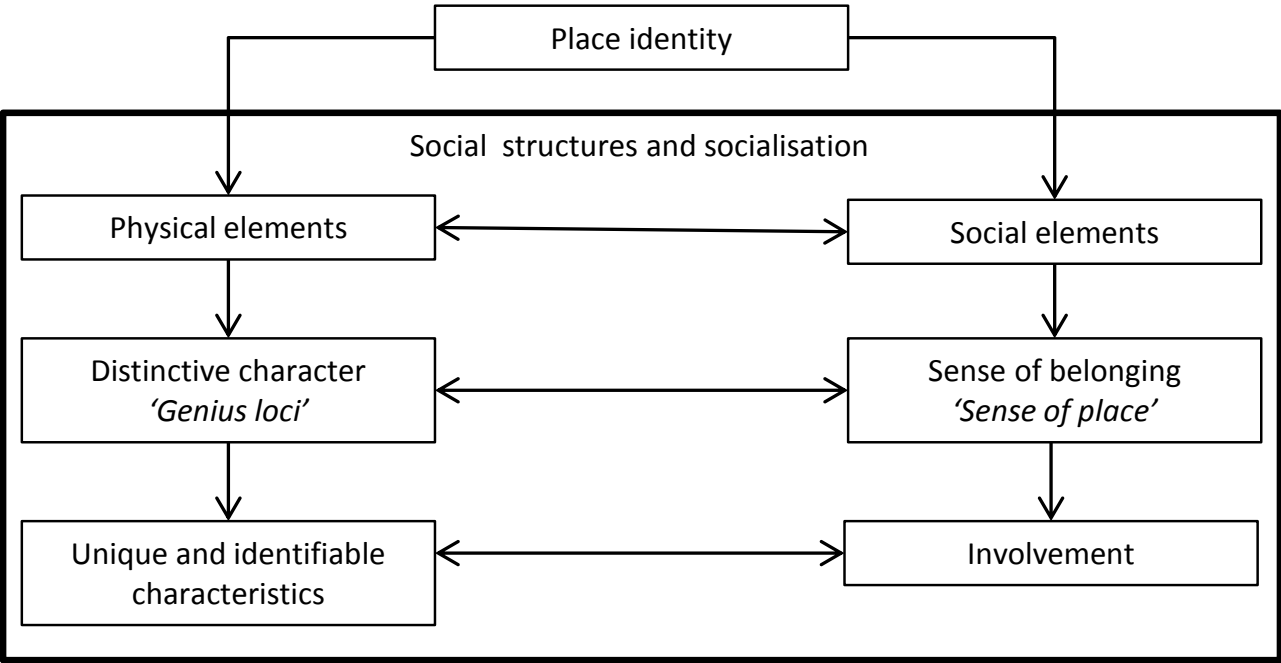 Place identity
Social structures and socialisation
Physical elements
Social elements
Distinctive character
‘Genius loci’
Sense of belonging
‘Sense of place’
Unique and identifiable
characteristics
Involvement